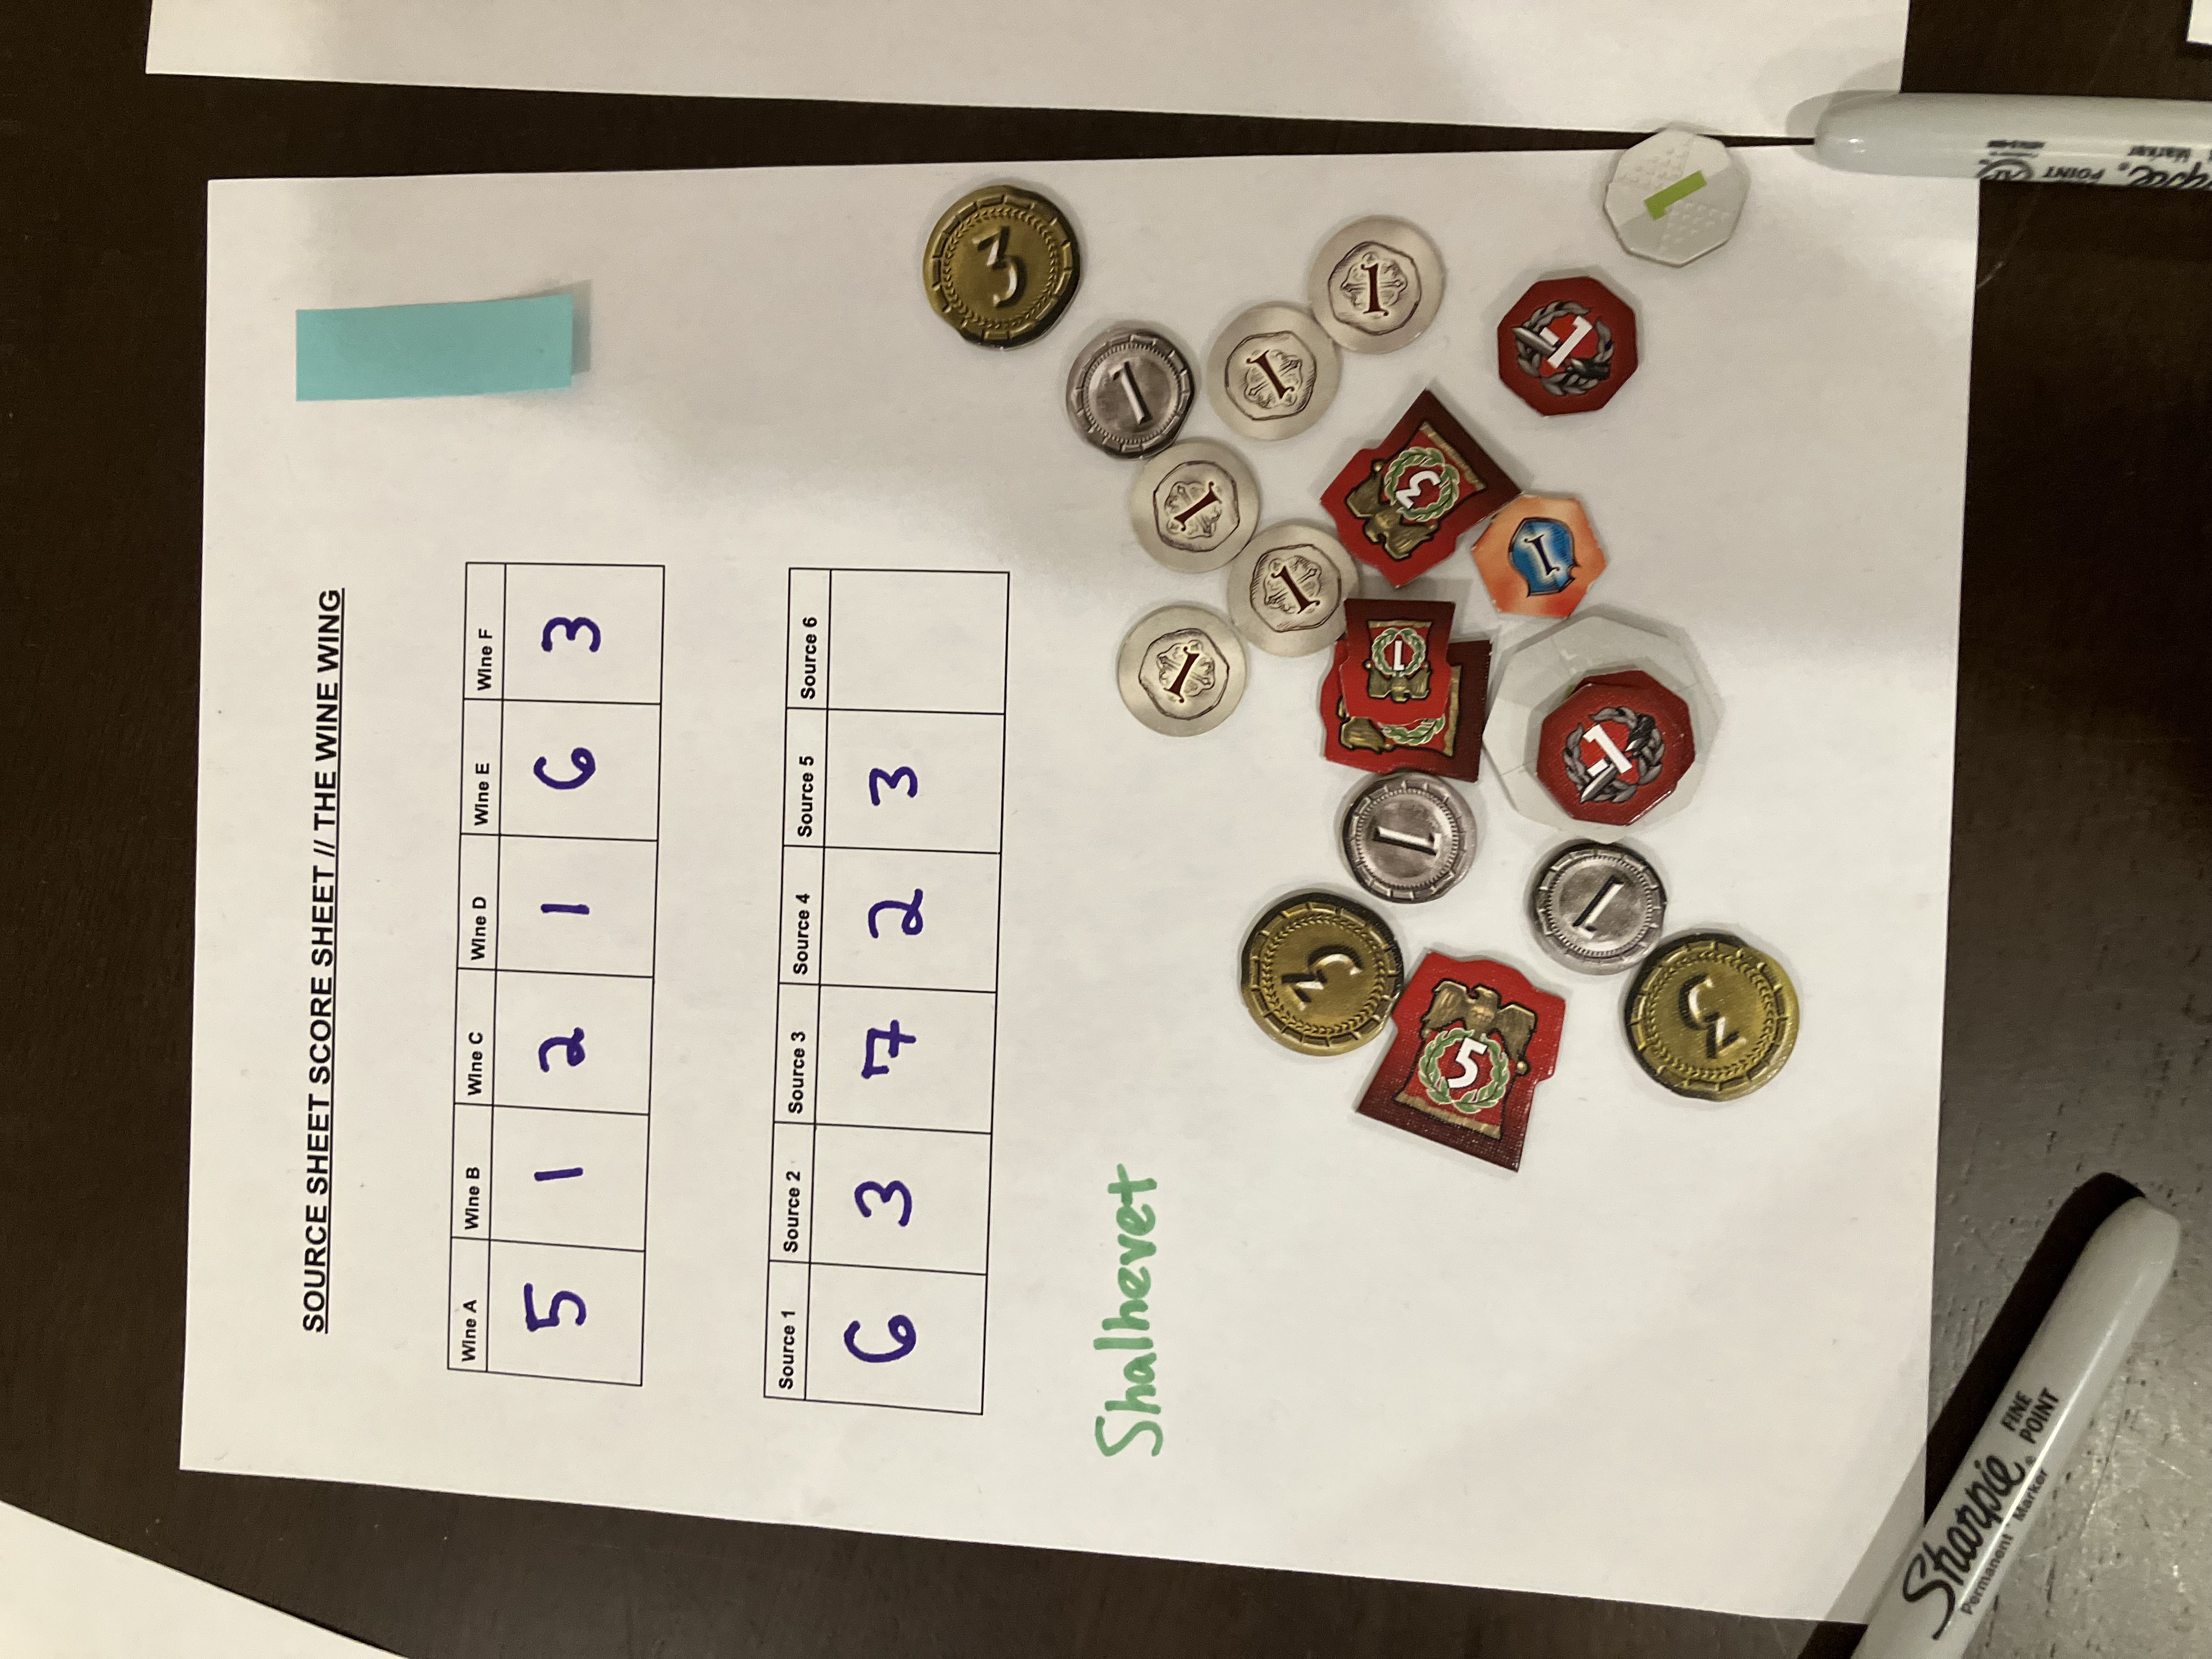 SOURCE SHEET SCORE SHEET // THE WINE WING
Wine A Wine B Wine C Wine D Wine E Wine F
5 1 2 1 6 3
Source 1 Source 2 Source 3 Source 4 Source 5 Source 6
6 3 7 2 3
Shalhevet
3
1
1
1
1
1
1
3
1
1
3
5
1
1
-1
-1
1
3
Sharpie
FINE
POINT
Permanent Marker
POINT
Marker